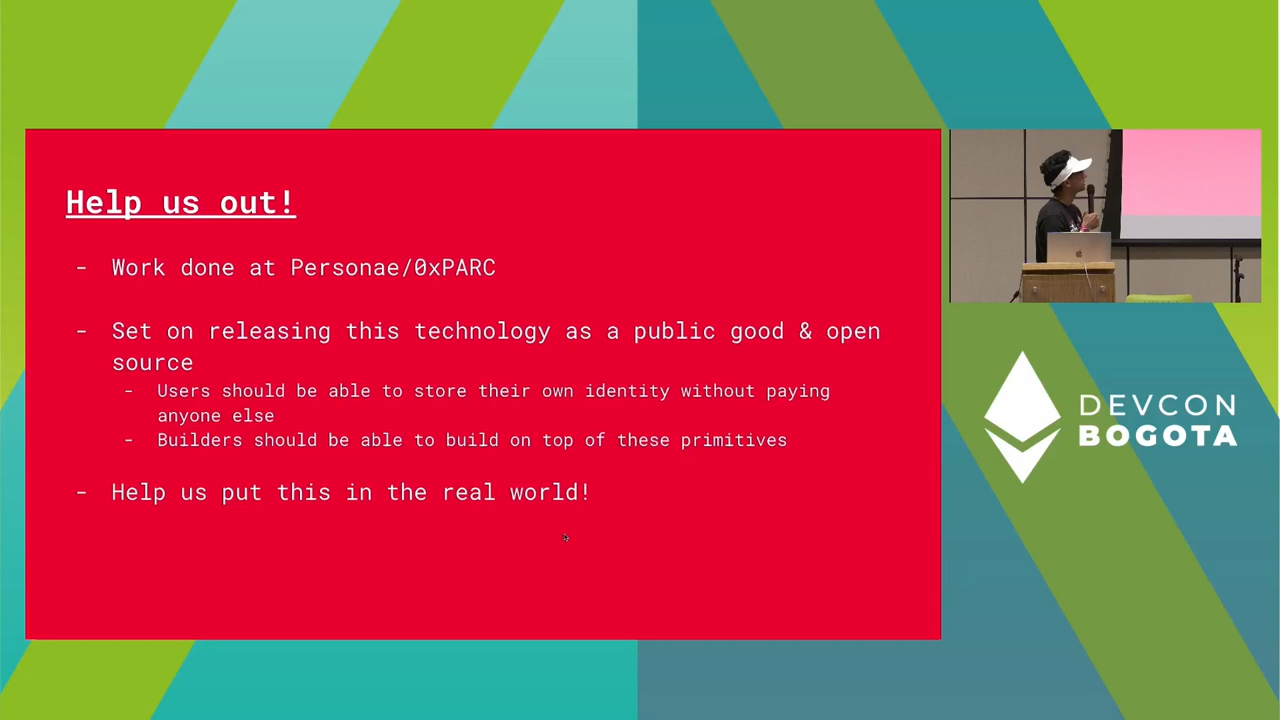 Help us out!
- Work done at Personae/0xPARC
- Set on releasing this technology as a public good & open
source
- Users should be able to store their own identity without paying
anyone else
- Builders should be able to build on top of these primitives
- Help us put this in the real world!
DEVCON
BOGOTA